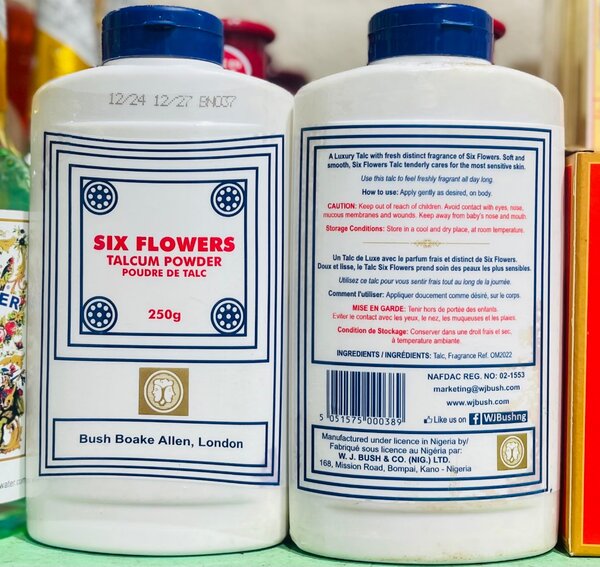 12/24 12/27 BN037
SIX FLOWERS
TALCUM POWDER
POUDRE DE TALC
250g
Bush Boake Allen, London
A Luxury Talc with fresh distinct fragrance of Six Flowers. Soft and
smooth, Six Flowers Talc tenderly cares for the most sensitive skin.
Use this talc to feel freshly fragrant all day long.
How to use: Apply gently as desired, on body.
CAUTION: Keep out of reach of children. Avoid contact with eyes, nose,
mucous membranes and wounds. Keep away from baby's nose and mouth.
Storage Conditions: Store in a cool and dry place, at room temperature.
Un Talc de Luxe avec le parfum frais et distinct de Six Flowers.
Doux et lisse, le Talc Six Flowers prend soin des peaux les plus sensibles.
Utilisez ce talc pour vous sentir frais tout au long de la journée.
Comment l'utiliser: Appliquer doucement comme désiré, sur le corps.
MISE EN GARDE: Tenir hors de portée des enfants.
Eviter le contact avec les yeux, le nez, les muqueuses et les plaies.
Condition de Stockage: Conserver dans une droit frais et sec,
à température ambiante.
INGREDIENTS / INGRÉDIENTS: Talc, Fragrance Ref. OM2022
NAFDAC REG. NO: 02-1553
marketing@wjbush.com
www.wjbush.com
5 051575 000389
Like us on f WJBushng
Manufactured under licence in Nigeria by/
Fabriqué sous licence au Nigéria par:
W. J. BUSH & CO. (NIG.) LTD.
168, Mission Road, Bompai, Kano - Nigeria